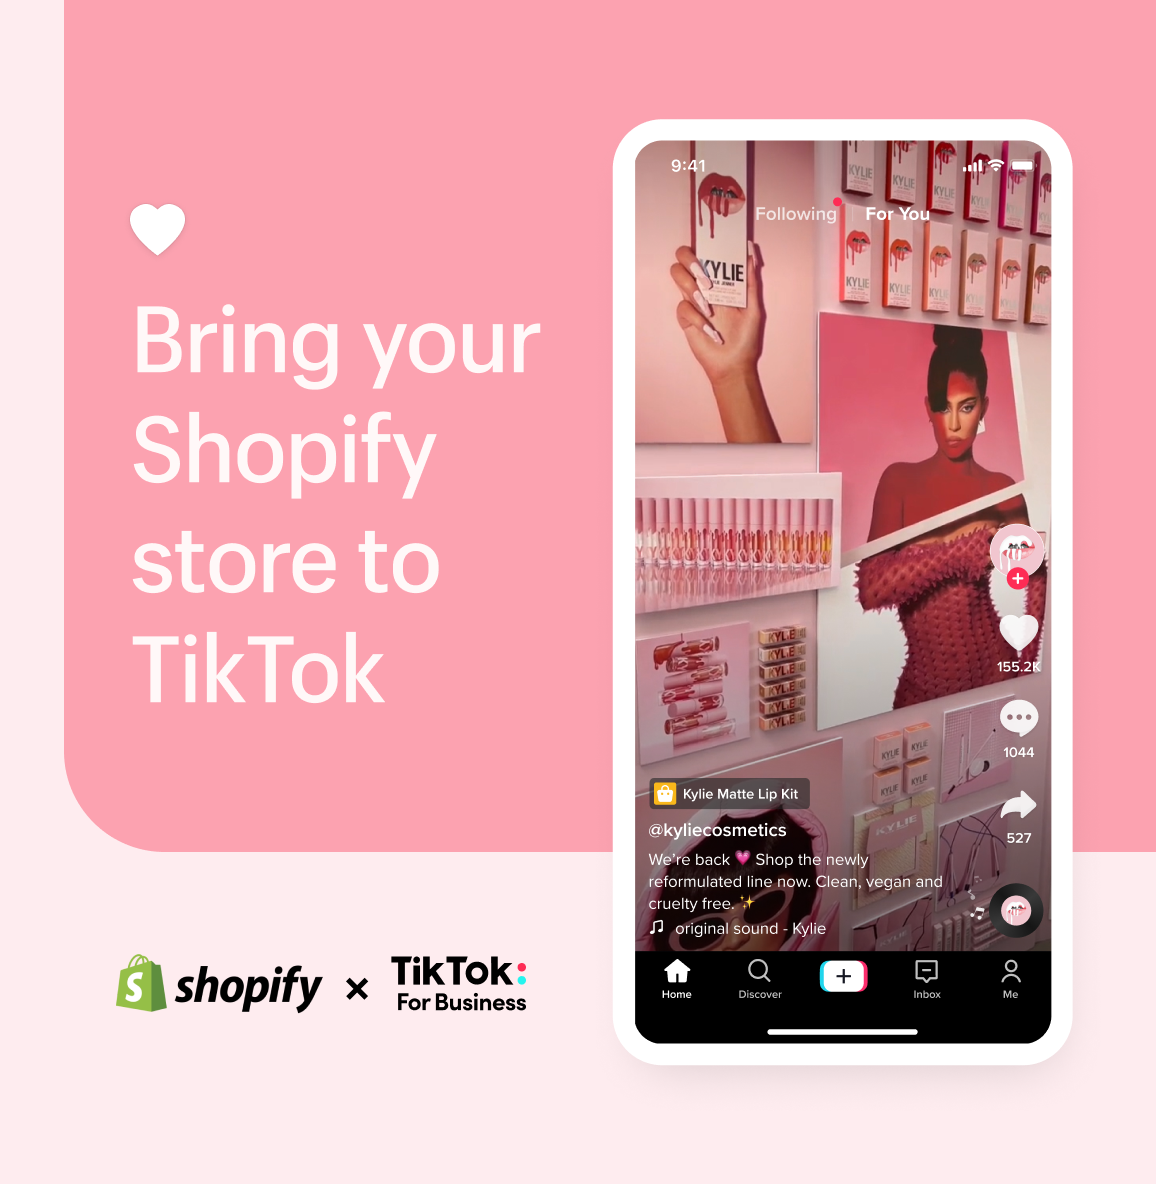 Bring your
Shopify
store to
TikTok
shopify × TikTok:
For Business
9:41
Following | For You
KYLIE
155.2K
1044
527
KYLIE
Kylie Matte Lip Kit
@kyliecosmetics
We're back 💗 Shop the newly
reformulated line now. Clean, vegan and
cruelty free. ✨
original sound - Kylie
Home
Discover
Inbox
Me